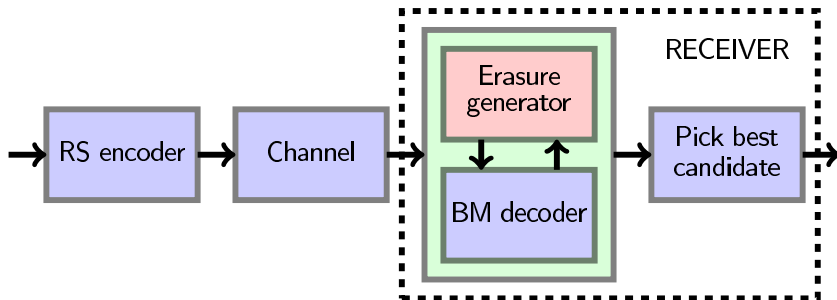 RECEIVER
Erasure
generator
RS encoder
Channel
BM decoder
Pick best
candidate